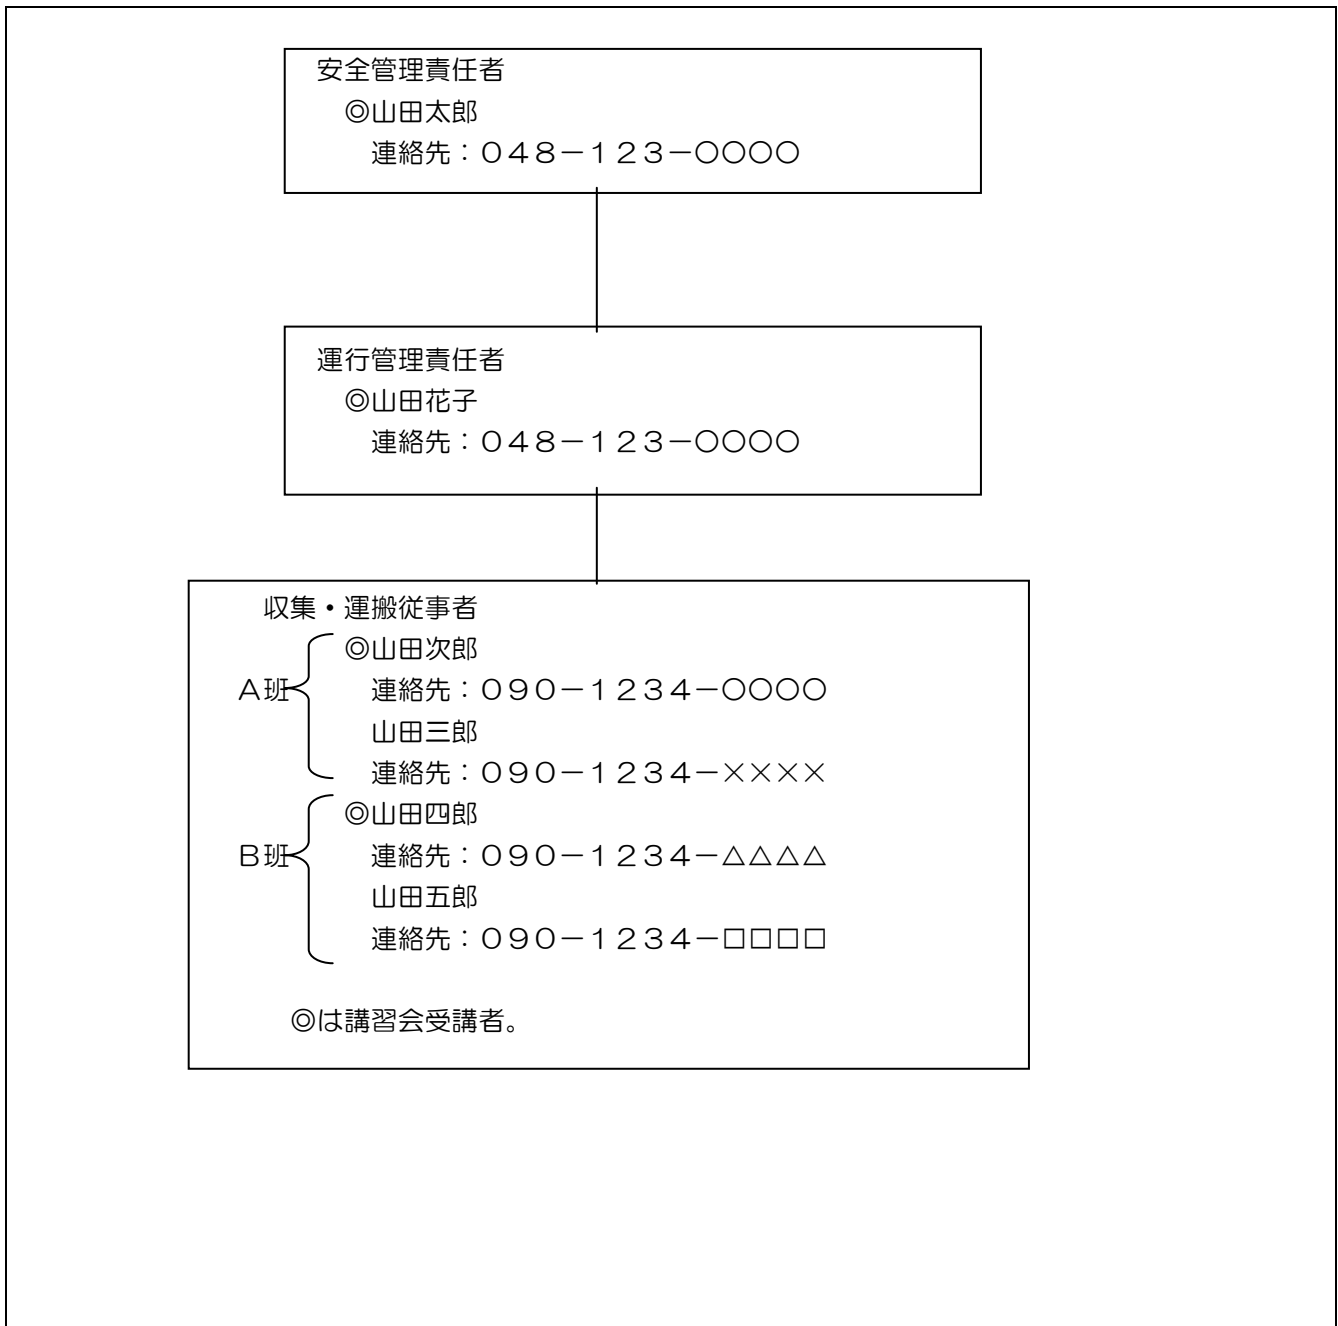 安全管理責任者
◎山田太郎
連絡先：０４８－１２３－○○○○
運行管理責任者
◎山田花子
連絡先：０４８－１２３－○○○○
収集・運搬従事者
A班
◎山田次郎
連絡先：０９０－１２３４－○○○○
山田三郎
連絡先：０９０－１２３４－××××
B班
◎山田四郎
連絡先：０９０－１２３４－△△△△
山田五郎
連絡先：０９０－１２３４－□□□□
◎は講習会受講者。